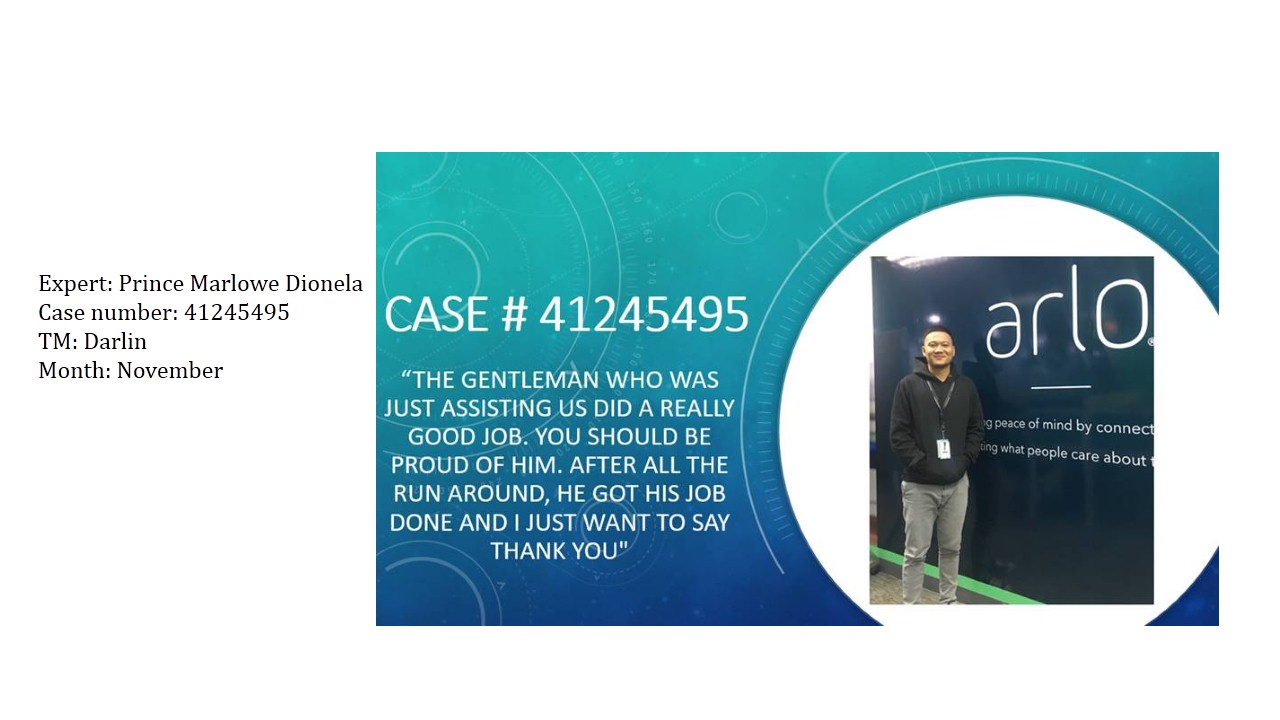 Expert: Prince Marlowe Dionela
Case number: 41245495
TM: Darlin
Month: November
CASE # 41245495
“THE GENTLEMAN WHO WAS
JUST ASSISTING US DID A REALLY
GOOD JOB. YOU SHOULD BE
PROUD OF HIM. AFTER ALL THE
RUN AROUND, HE GOT HIS JOB
DONE AND I JUST WANT TO SAY
THANK YOU"
arlo
peace of mind by connect
what people care about